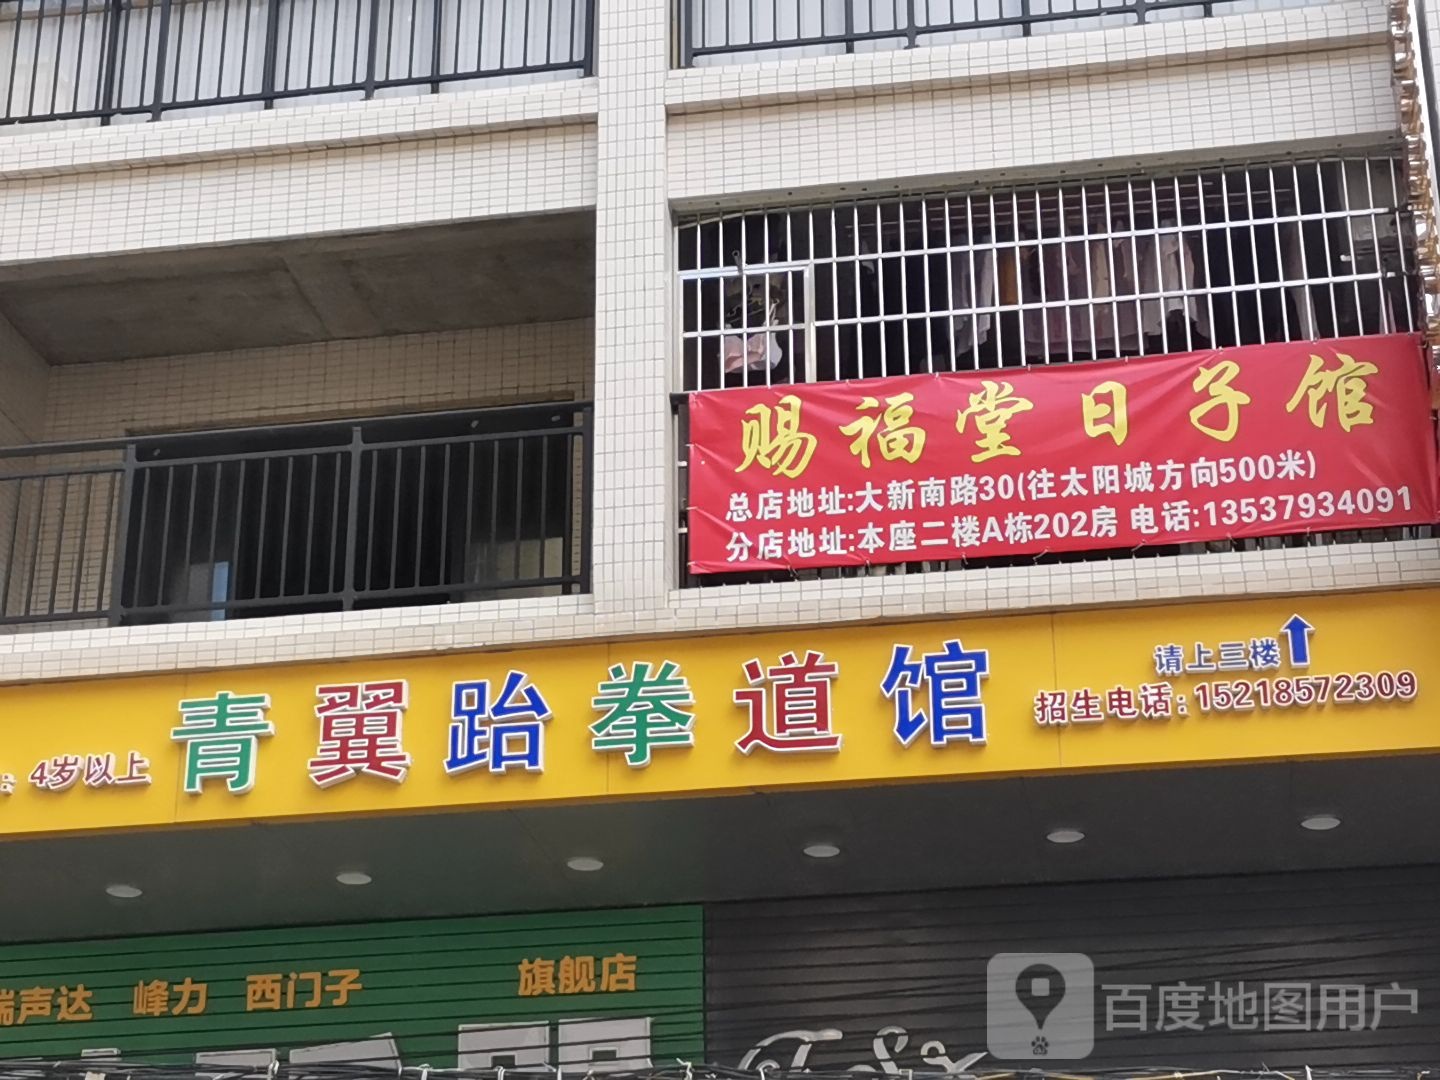 赐福堂日子馆
总店地址:大新南路30(往太阳城方向500米)
分店地址:本座二楼A栋202房 电话:13537934091
请上三楼
: 4岁以上 青翼跆拳道馆 招生电话:15218572309
瑞声达 峰力 西门子 旗舰店
百度地图用户